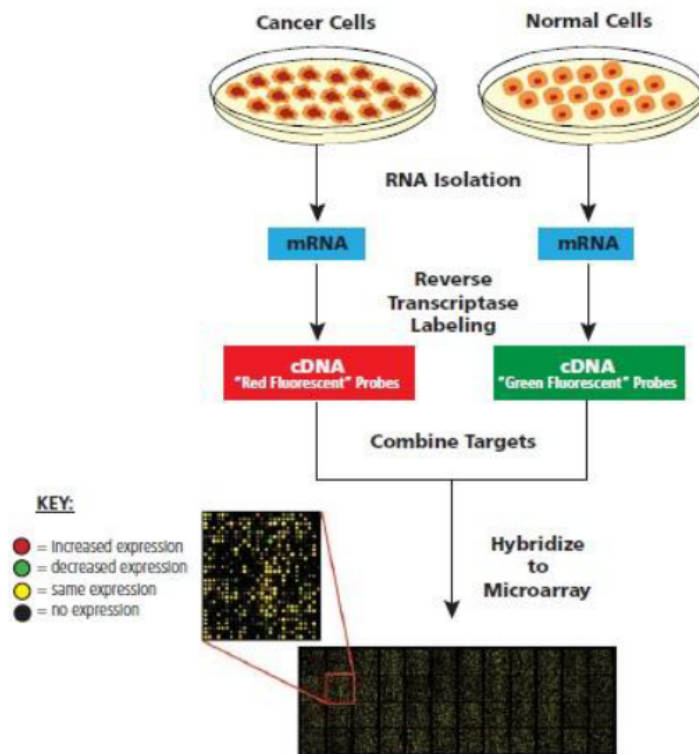 Cancer Cells
Normal Cells
RNA Isolation
mRNA
mRNA
Reverse
Transcriptase
Labeling
cDNA
"Red Fluorescent" Probes
cDNA
"Green Fluorescent" Probes
Combine Targets
KEY:
= increased expression
= decreased expression
= same expression
= no expression
Hybridize
to
Microarray